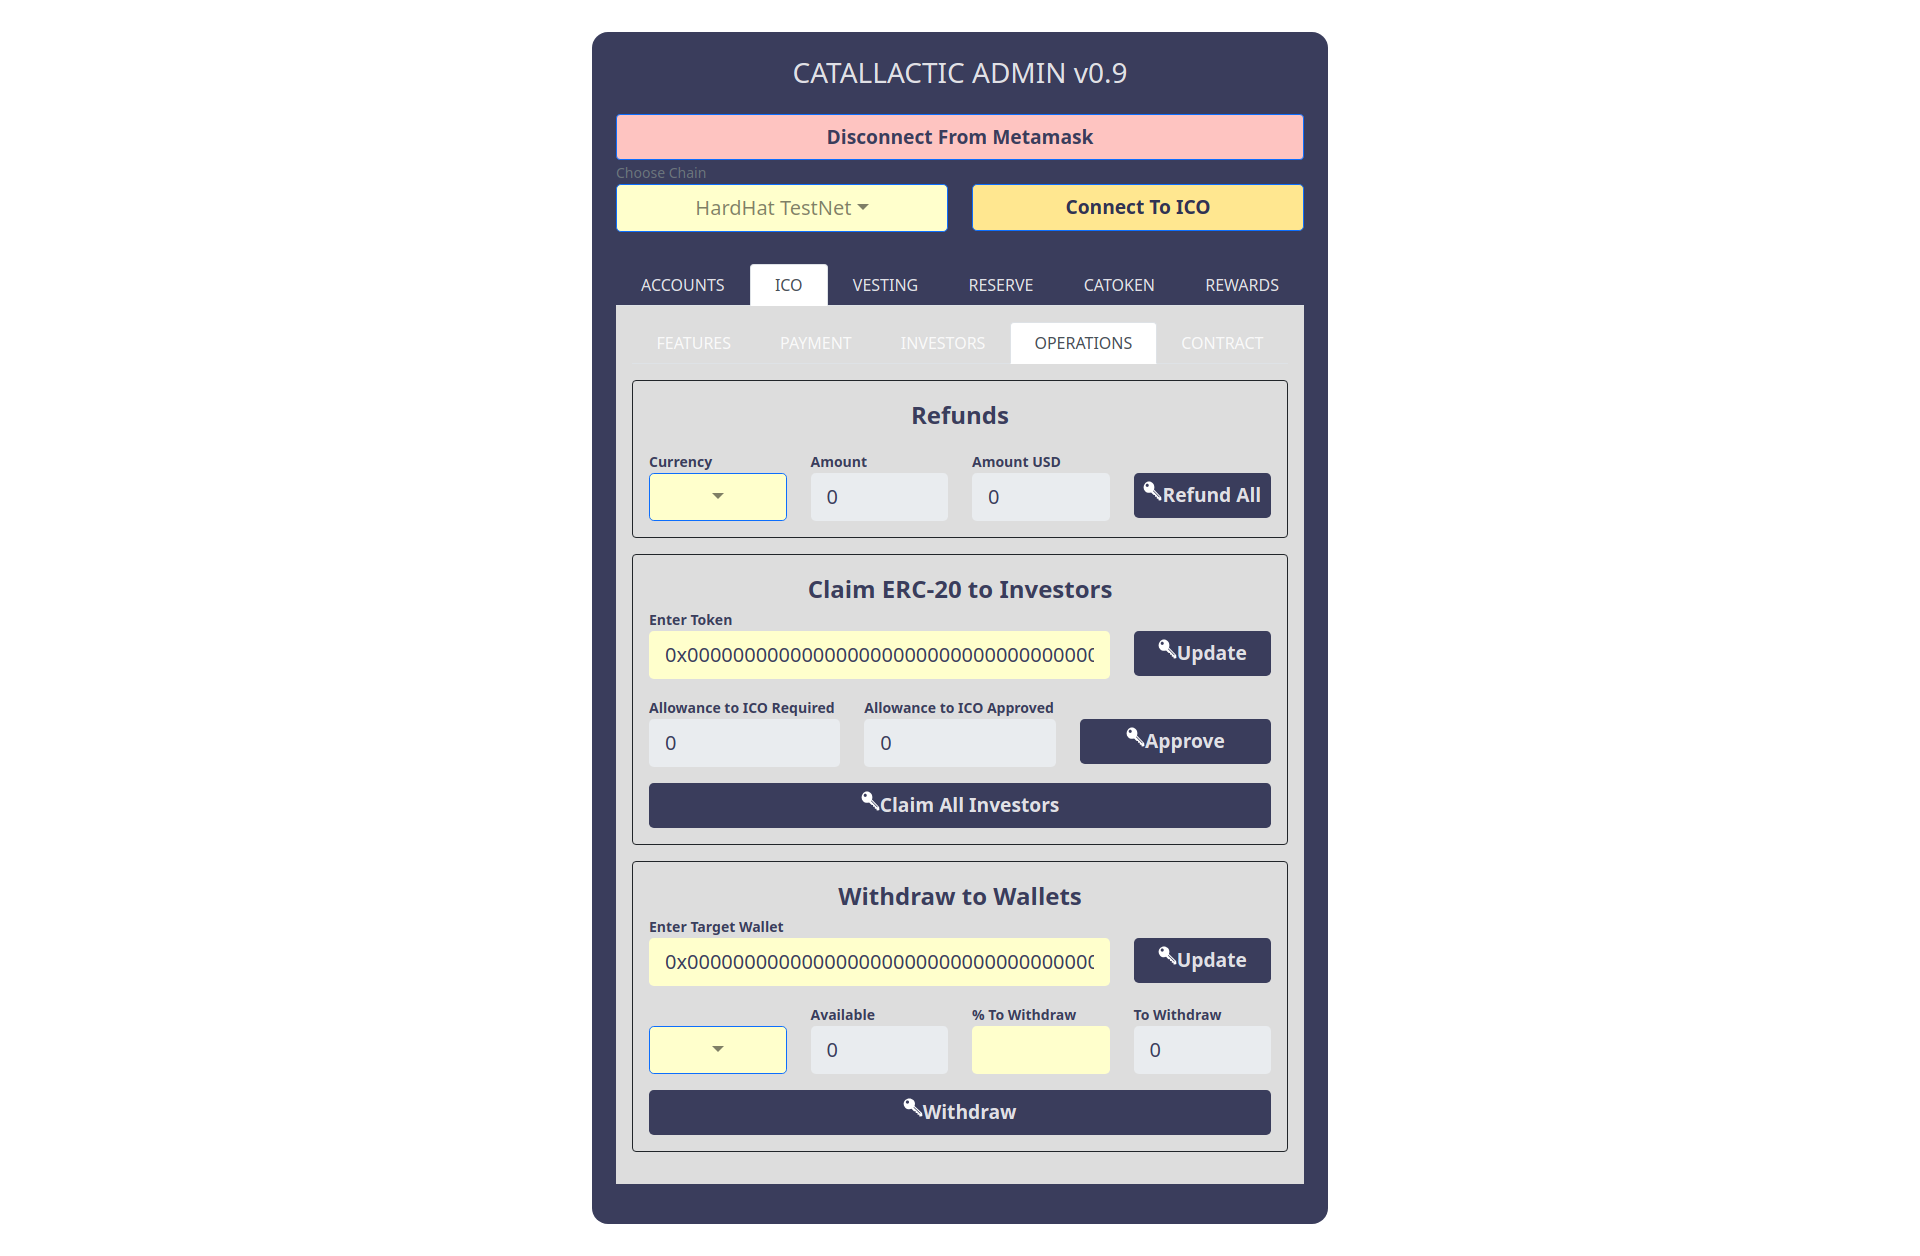 CATALLACTIC ADMIN v0.9
Disconnect From Metamask
Choose Chain
HardHat TestNet
Connect To ICO
ACCOUNTS ICO VESTING RESERVE CATOKEN REWARDS
FEATURES PAYMENT INVESTORS OPERATIONS CONTRACT
Refunds
Currency Amount Amount USD
0 0 Refund All
Claim ERC-20 to Investors
Enter Token
0x000000000000000000000000000000000000 Update
Allowance to ICO Required Allowance to ICO Approved
0 0 Approve
Claim All Investors
Withdraw to Wallets
Enter Target Wallet
0x000000000000000000000000000000000000 Update
Available % To Withdraw To Withdraw
0 0
Withdraw